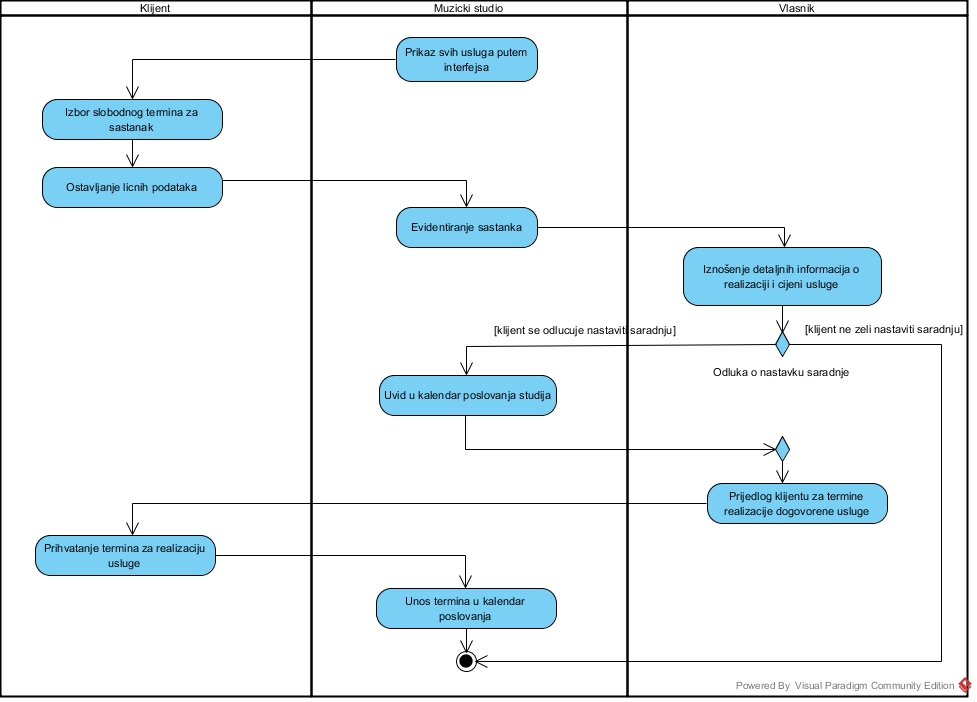 Klijent
Muzicki studio
Vlasnik
Prikaz svih usluga putem
interfejsa
Izbor slobodnog termina za
sastanak
Ostavljanje licnih podataka
Evidentiranje sastanka
Iznošenje detaljnih informacija o
realizaciji i cijeni usluge
[klijent se odlucuje nastaviti saradnju]
[klijent ne zeli nastaviti saradnju]
Odluka o nastavku saradnje
Uvid u kalendar poslovanja studija
Prijedlog klijentu za termine
realizacije dogovorene usluge
Prihvatanje termina za realizaciju
usluge
Unos termina u kalendar
poslovanja
Powered By Visual Paradigm Community Edition